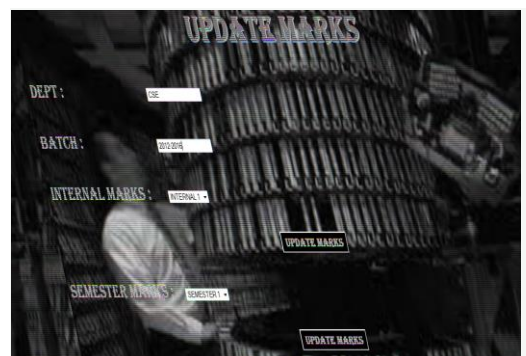 UPDATE MARKS
DEPT : CSE
BATCH : 2012-2016
INTERNAL MARKS : INTERNAL 1
UPDATE MARKS
SEMESTER MARKS : SEMESTER 1
UPDATE MARKS